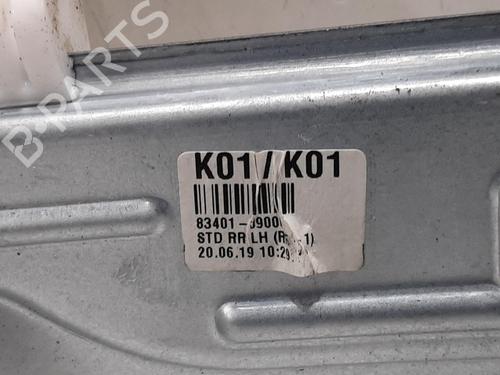 B-PARTS
K01 / K01
83401-
STD RR LH
20.06.19